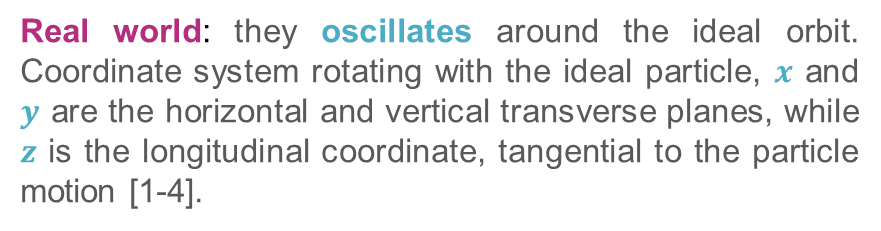 Real world: they oscillates around the ideal orbit.
Coordinate system rotating with the ideal particle, x and
y are the horizontal and vertical transverse planes, while
z is the longitudinal coordinate, tangential to the particle
motion [1-4].